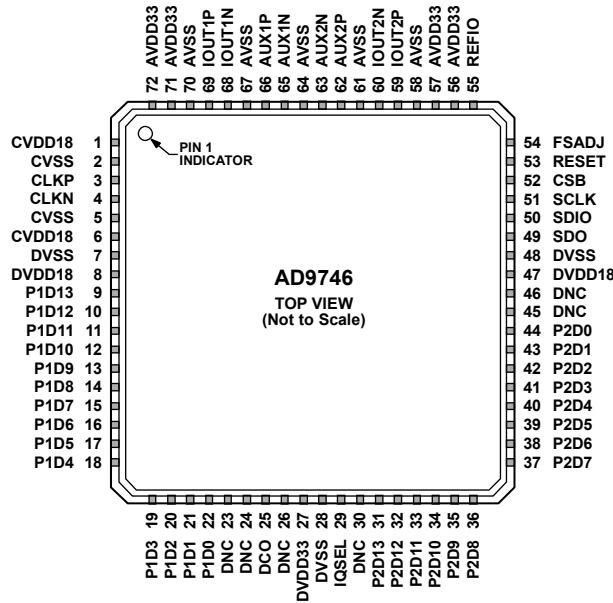 72 AVDD33
71 AVDD33
70 AVSS
69 IOUT1P
68 IOUT1N
67 AVSS
66 AUX1P
65 AUX1N
64 AVSS
63 AUX2N
62 AUX2P
61 AVSS
60 IOUT2N
59 IOUT2P
58 AVSS
57 AVDD33
56 AVDD33
55 REFIO
CVDD18 1
CVSS 2
CLKP 3
CLKN 4
CVSS 5
CVDD18 6
DVSS 7
DVDD18 8
P1D13 9
P1D12 10
P1D11 11
P1D10 12
P1D9 13
P1D8 14
P1D7 15
P1D6 16
P1D5 17
P1D4 18
PIN 1
INDICATOR
AD9746
TOP VIEW
(Not to Scale)
54 FSADJ
53 RESET
52 CSB
51 SCLK
50 SDIO
49 SDO
48 DVSS
47 DVDD18
46 DNC
45 DNC
44 P2D0
43 P2D1
42 P2D2
41 P2D3
40 P2D4
39 P2D5
38 P2D6
37 P2D7
P1D3 19
P1D2 20
P1D1 21
P1D0 22
DNC 23
DNC 24
DCO 25
DNC 26
DVDD33 27
DVSS 28
IQSEL 29
DNC 30
P2D13 31
P2D12 32
P2D11 33
P2D10 34
P2D9 35
P2D8 36